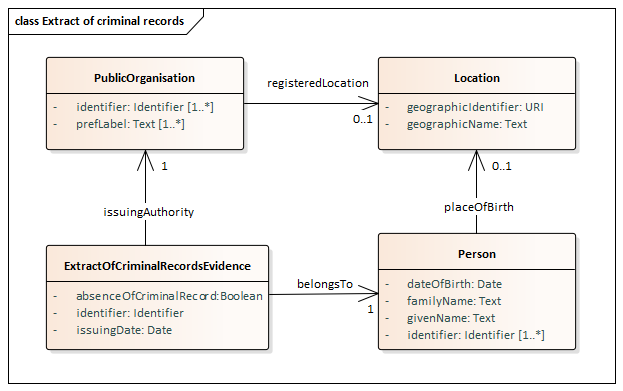 class Extract of criminal records
PublicOrganisation
- identifier: Identifier [1..*]
- prefLabel: Text [1..*]
registeredLocation
0..1
Location
- geographicIdentifier: URI
- geographicName: Text
1
issuingAuthority
0..1
placeOfBirth
ExtractOfCriminalRecordsEvidence
- absenceOfCriminalRecord:Boolean
- identifier: Identifier
- issuingDate: Date
belongsTo
1
Person
- dateOfBirth: Date
- familyName: Text
- givenName: Text
- identifier: Identifier [1..*]